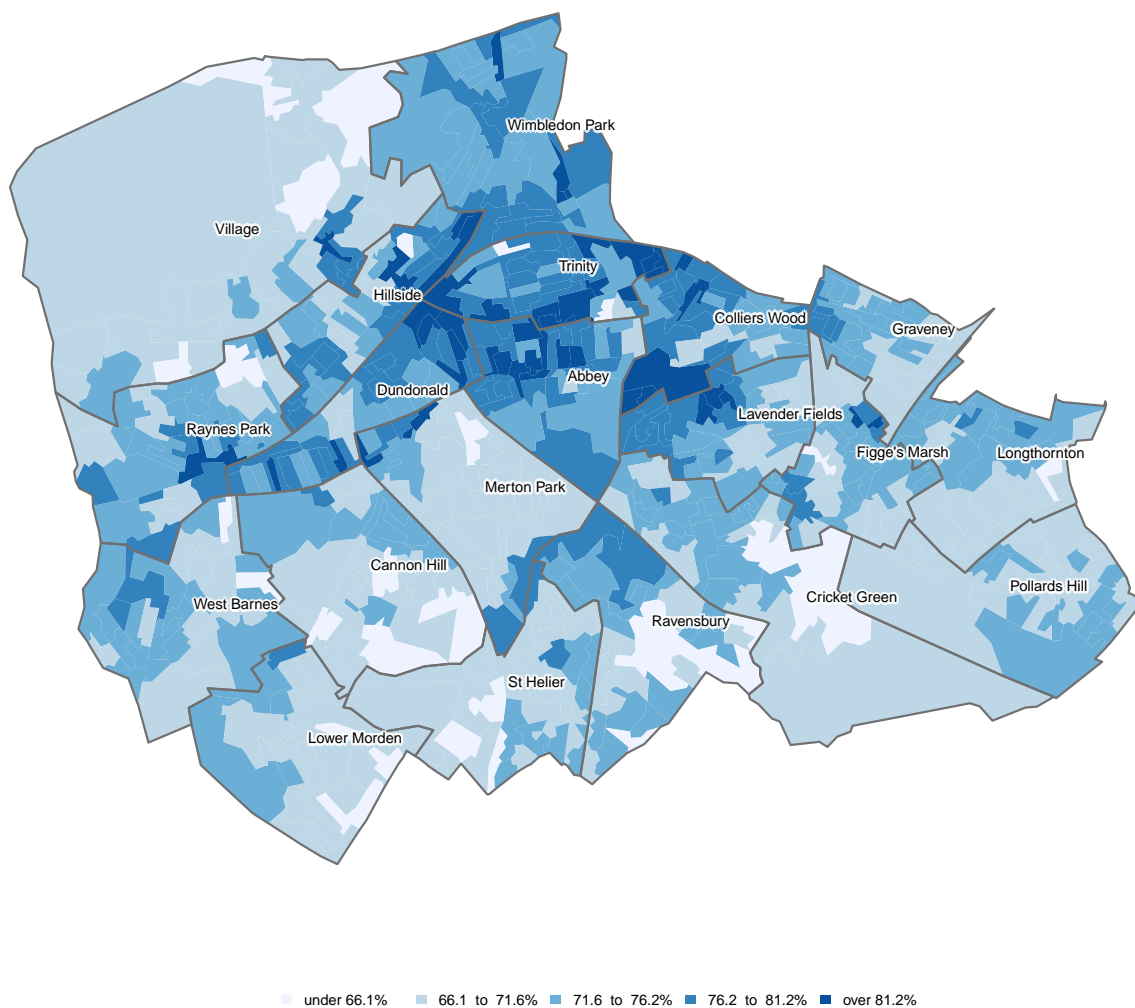 Wimbledon Park
Village
Trinity
Hillside
Colliers Wood
Graveney
Abbey
Dundonald
Lavender Fields
Raynes Park
Figge's Marsh
Longthornton
Merton Park
Cannon Hill
Pollards Hill
Cricket Green
West Barnes
Ravensbury
St Helier
Lower Morden
under 66.1% 66.1 to 71.6% 71.6 to 76.2% 76.2 to 81.2% over 81.2%